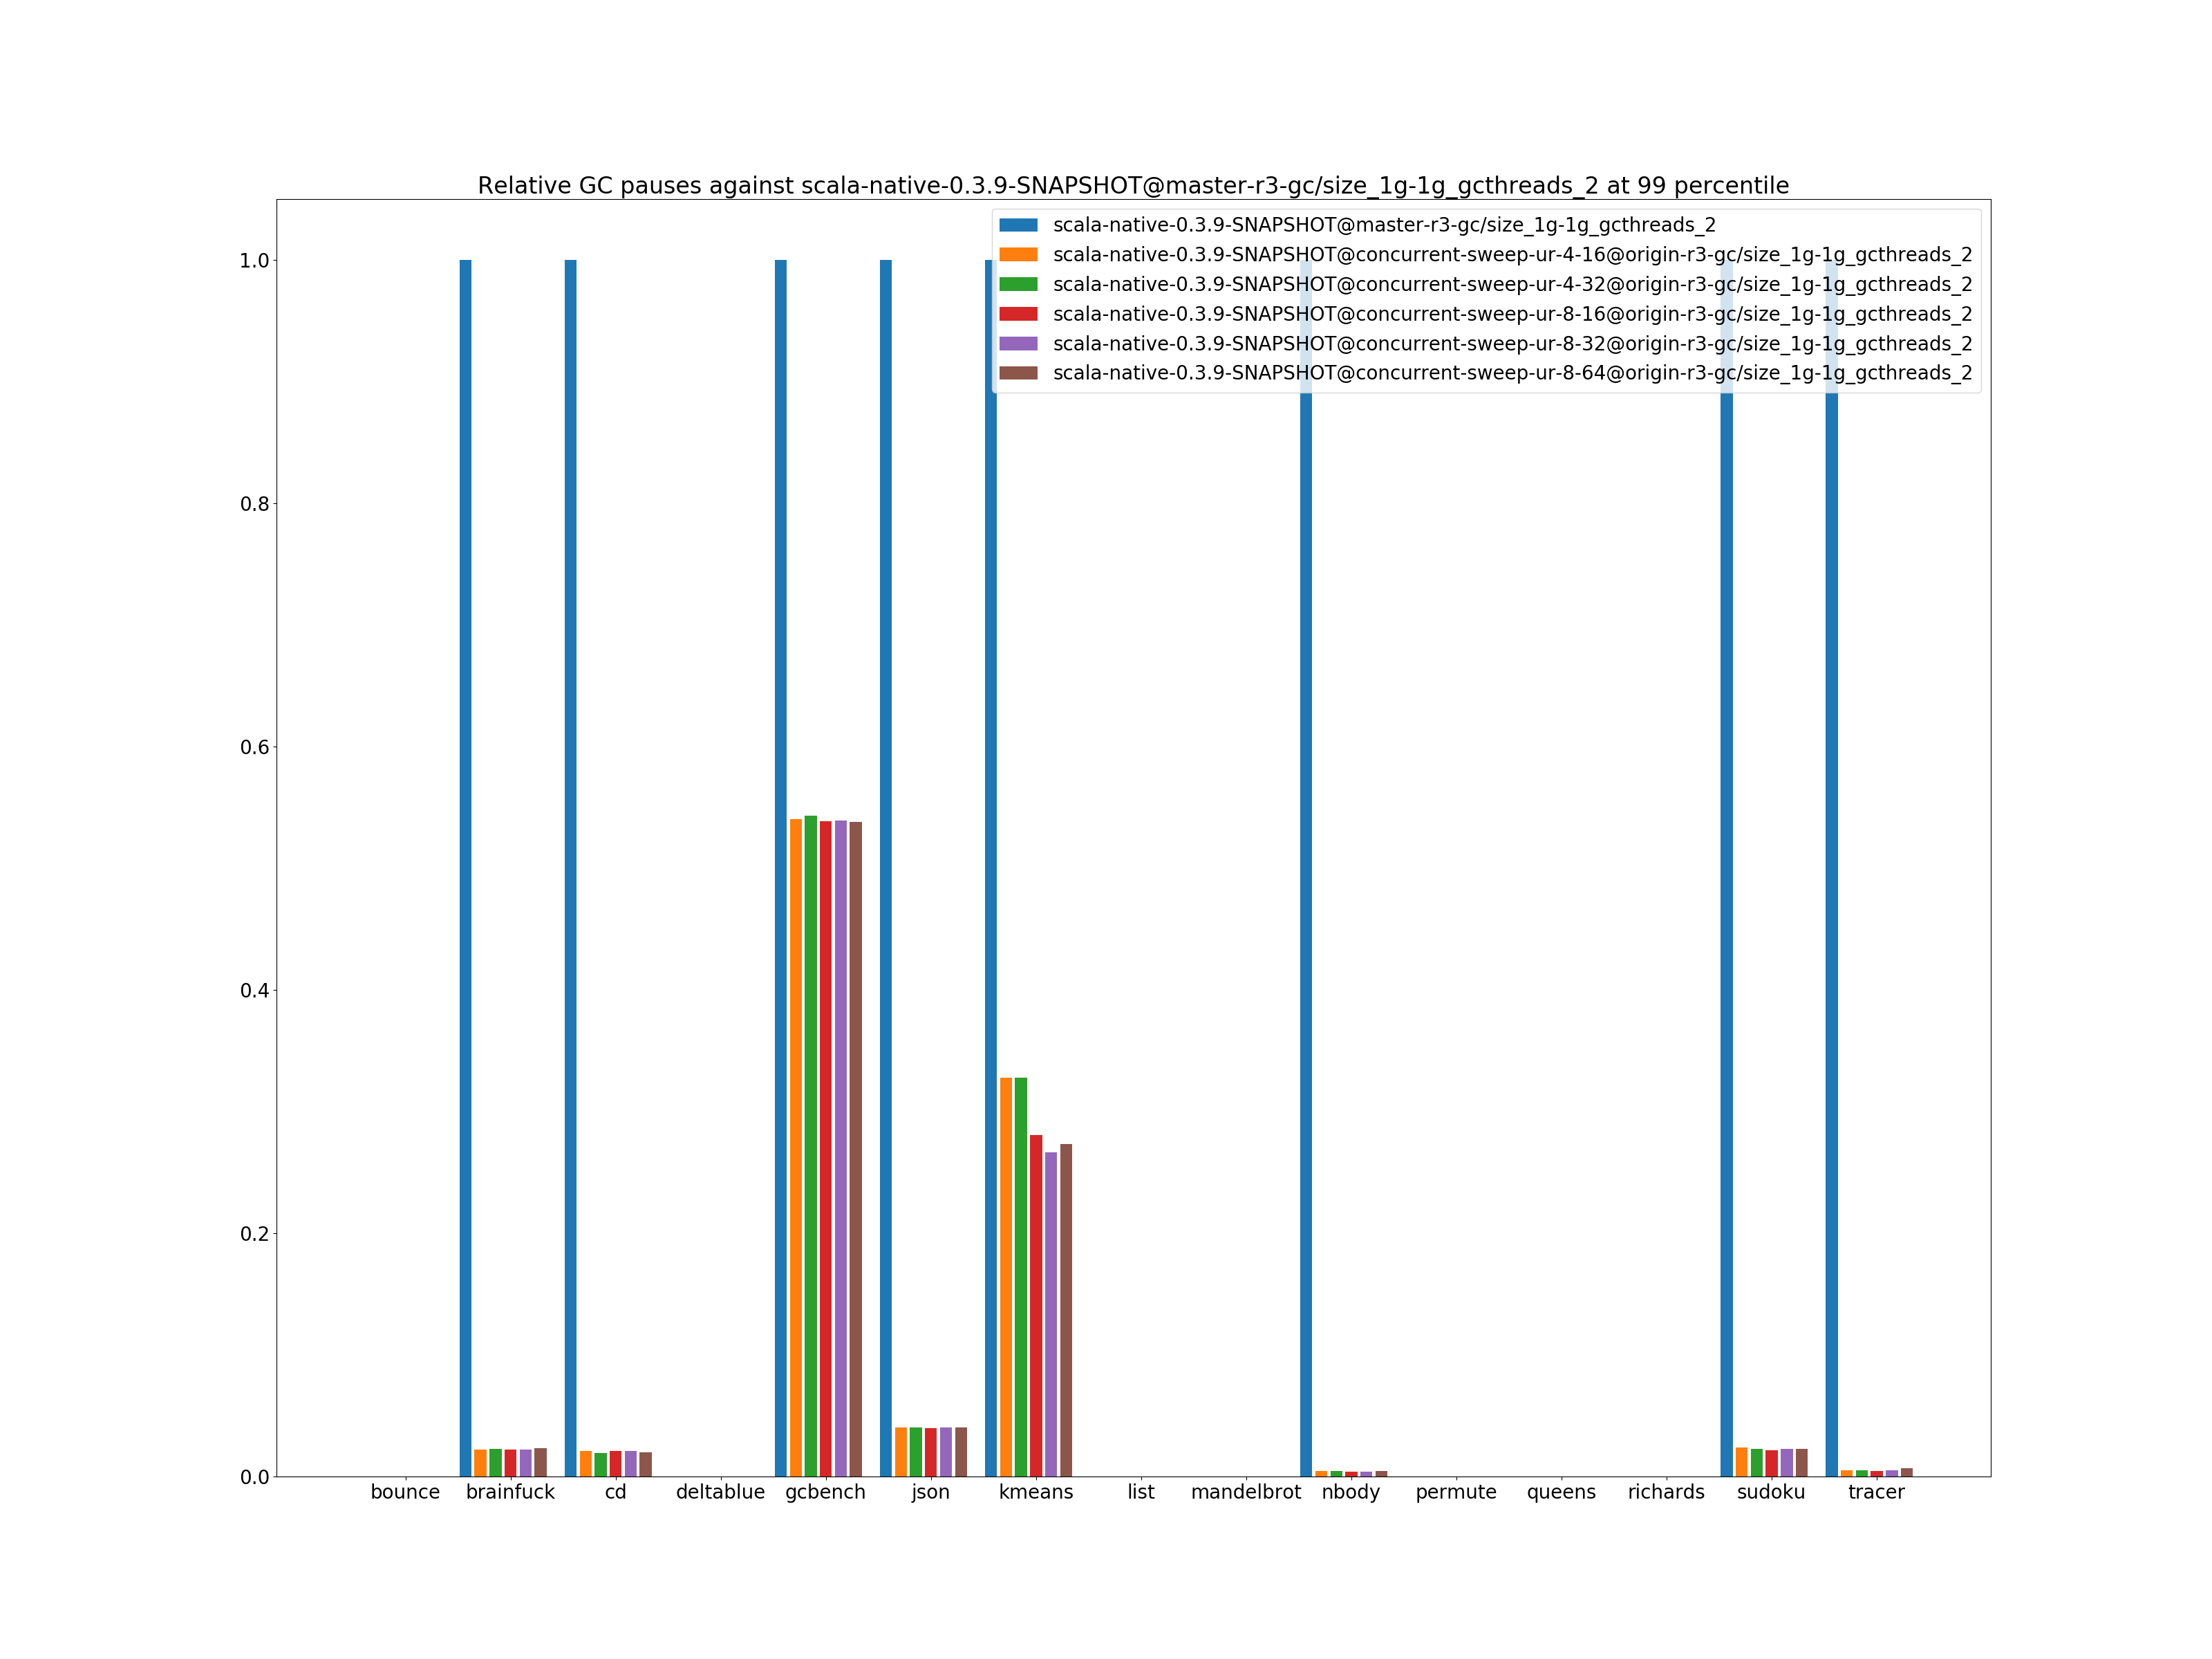 Relative GC pauses against scala-native-0.3.9-SNAPSHOT@master-r3-gc/size_1g-1g_gcthreads_2 at 99 percentile
scala-native-0.3.9-SNAPSHOT@master-r3-gc/size_1g-1g_gcthreads_2
scala-native-0.3.9-SNAPSHOT@concurrent-sweep-ur-4-16@origin-r3-gc/size_1g-1g_gcthreads_2
scala-native-0.3.9-SNAPSHOT@concurrent-sweep-ur-4-32@origin-r3-gc/size_1g-1g_gcthreads_2
scala-native-0.3.9-SNAPSHOT@concurrent-sweep-ur-8-16@origin-r3-gc/size_1g-1g_gcthreads_2
scala-native-0.3.9-SNAPSHOT@concurrent-sweep-ur-8-32@origin-r3-gc/size_1g-1g_gcthreads_2
scala-native-0.3.9-SNAPSHOT@concurrent-sweep-ur-8-64@origin-r3-gc/size_1g-1g_gcthreads_2
1.0
0.8
0.6
0.4
0.2
0.0
bounce brainfuck cd deltablue gcbench json kmeans list mandelbrot nbody permute queens richards sudoku tracer